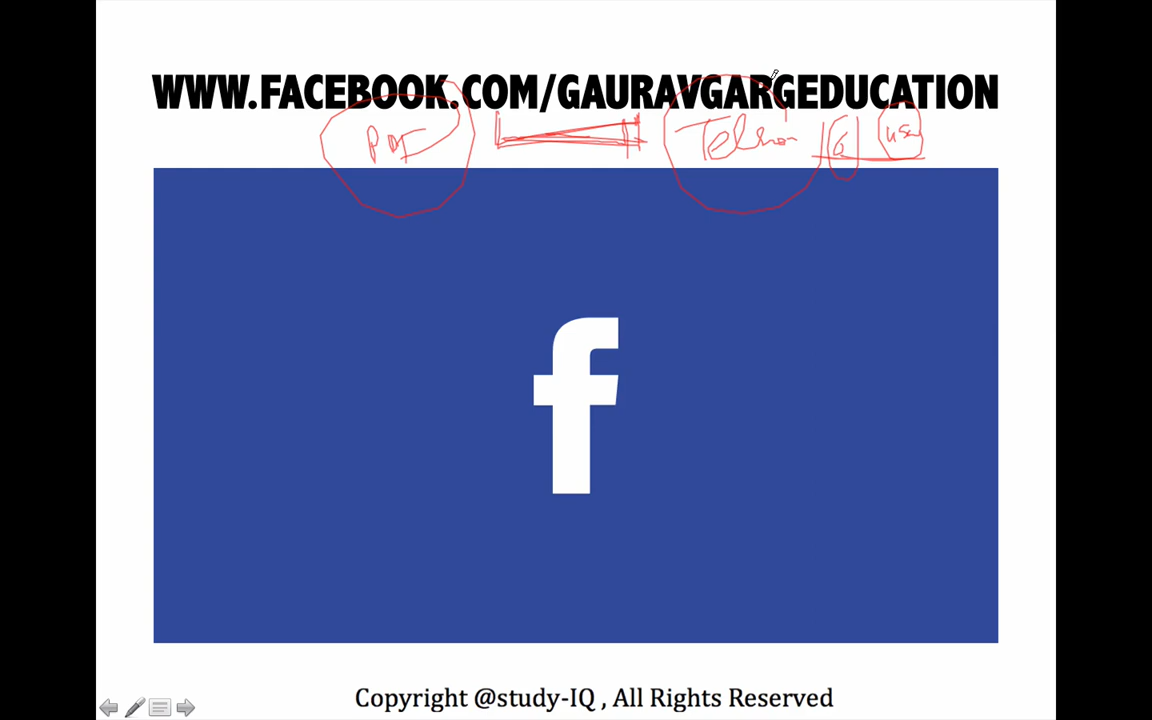 WWW.FACEBOOK.COM/GAURAVGARGEDUCATION
PDF
f
Copyright @study-IQ , All Rights Reserved